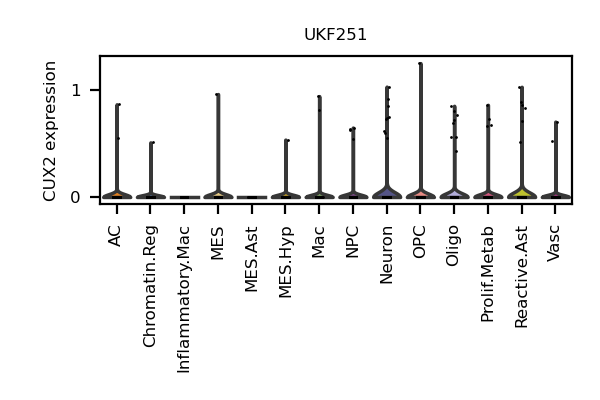 UKF251
CUX2 expression
1
0
AC
Chromatin.Reg
Inflammatory.Mac
MES
MES.Ast
MES.Hyp
Mac
NPC
Neuron
OPC
Oligo
Prolif.Metab
Reactive.Ast
Vasc